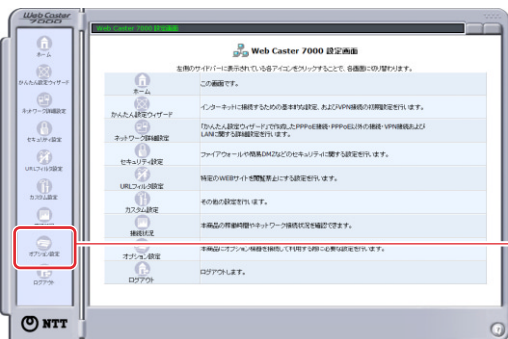 Web Caster
7000
ホーム
かんたん設定ウィザード
ネットワーク詳細設定
セキュリティ設定
URLフィルタ設定
カスタム設定
オプション設定
ログアウト
NTT
Web Caster 7000 設定画面
Web Caster 7000 設定画面
左側のサイドバーに表示されている各アイコンをクリックすることで、各画面に切り替わります。
ホーム
この画面です。
かんたん設定ウィザード
インターネットに接続するための基本的な設定、およびVPN接続の初期設定を行います。
ネットワーク詳細設定
「かんたん設定ウィザード」で作成したPPPoE接続・PPPoE以外の接続・VPN接続および
LANに関する詳細設定を行います。
セキュリティ設定
ファイアウォールや簡易DMZなどのセキュリティに関する設定を行います。
URLフィルタ設定
特定のWEBサイトを閲覧禁止にする設定を行います。
カスタム設定
その他の設定を行います。
接続状況
本商品の稼働時間やネットワーク接続状況を確認できます。
オプション設定
本商品にオプション機器を接続して利用する際に必要な設定を行います。
ログアウト
ログアウトします。